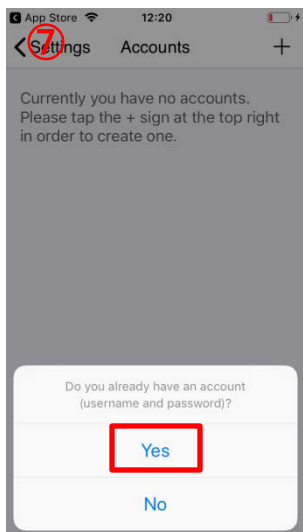 App Store 12:20
⑦
Settings Accounts +
Currently you have no accounts.
Please tap the + sign at the top right
in order to create one.
Do you already have an account
(username and password)?
Yes
No